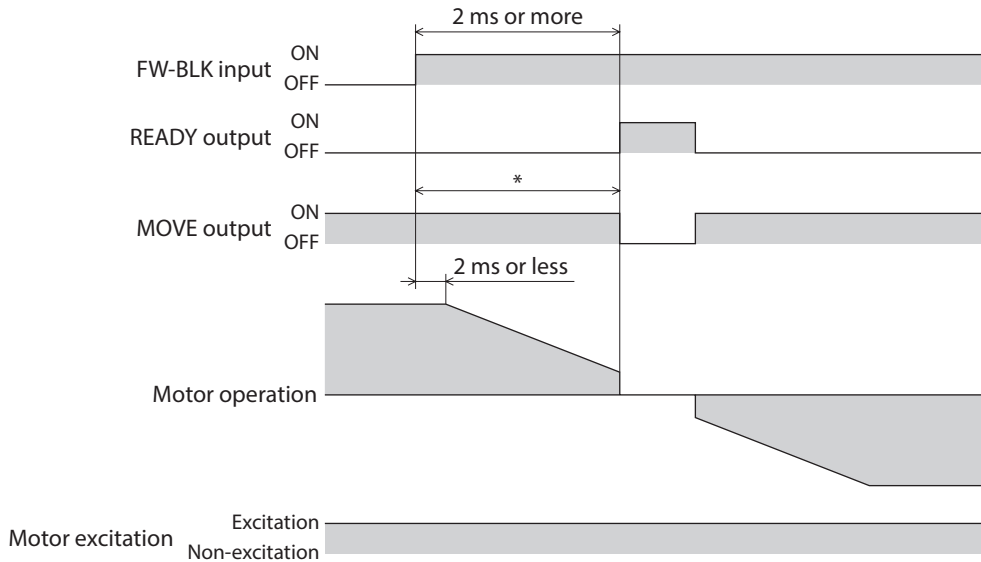 2 ms or more
FW-BLK input
ON
OFF
READY output
ON
OFF
*
MOVE output
ON
OFF
2 ms or less
Motor operation
Motor excitation
Excitation
Non-excitation